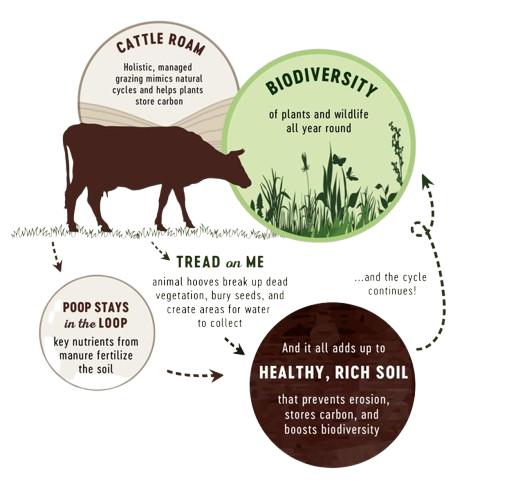 CATTLE ROAM
Holistic, managed
grazing mimics natural
cycles and helps plants
store carbon
BIODIVERSITY
of plants and wildlife
all year round
TREAD on ME
animal hooves break up dead
vegetation, bury seeds, and
create areas for water
to collect
...and the cycle
continues!
POOP STAYS
in the LOOP
key nutrients from
manure fertilize
the soil
And it all adds up to
HEALTHY, RICH SOIL
that prevents erosion,
stores carbon, and
boosts biodiversity